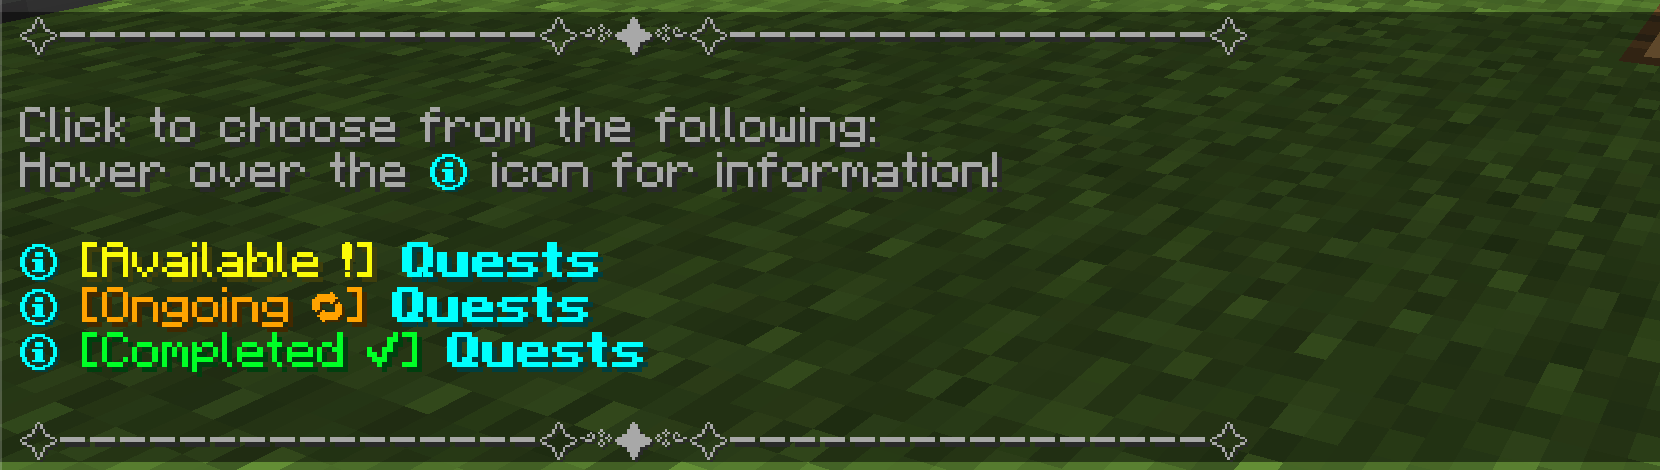 Click to choose from the following:
Hover over the ⓘ icon for information!
ⓘ [Available !] Quests
ⓘ [Ongoing 🗘] Quests
ⓘ [Completed ✓] Quests